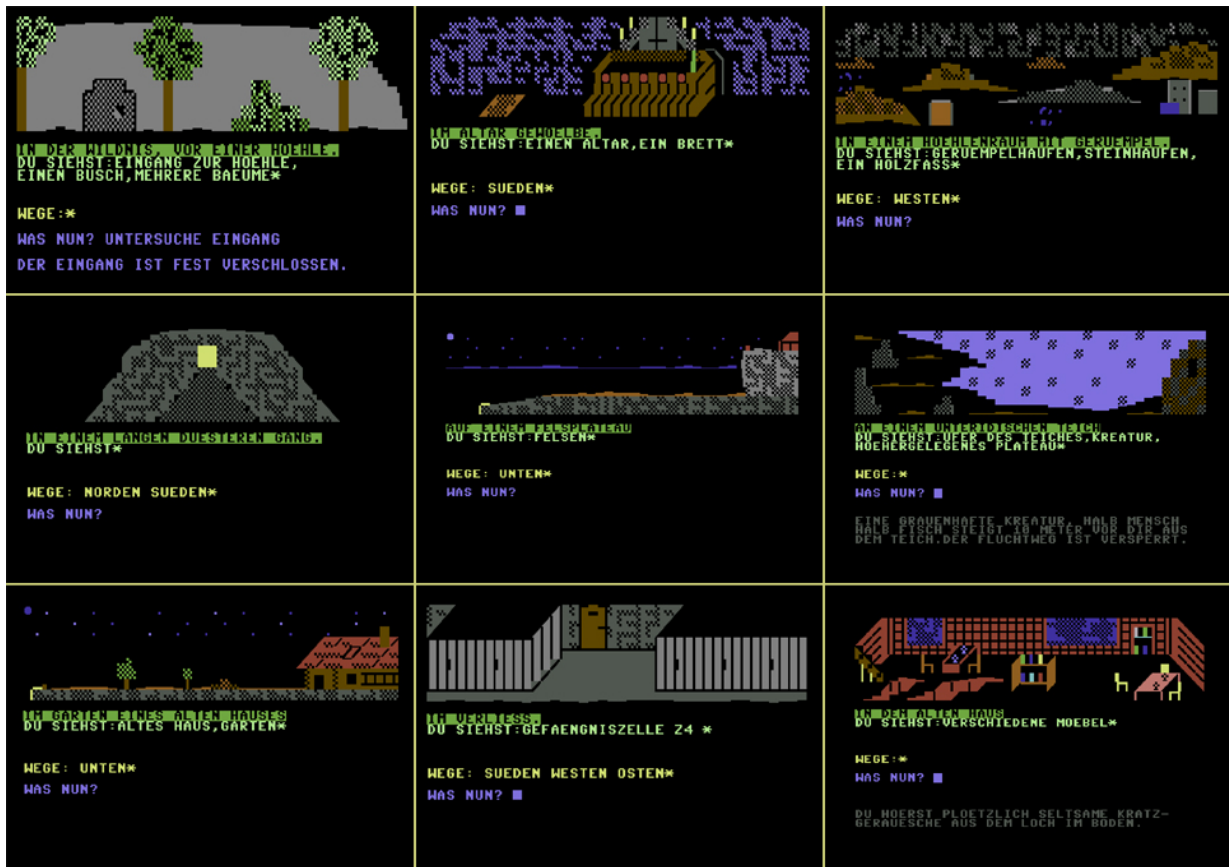 IN DER WILDNIS, VOR EINER HOEHLE.
DU SIEHST:EINGANG ZUR HOEHLE,
EINEN BUSCH,MEHRERE BAEUME*
WEGE:*
WAS NUN? UNTERSUCHE EINGANG
DER EINGANG IST FEST VERSCHLOSSEN.
IM ALTAR GEWOELBE.
DU SIEHST:EINEN ALTAR,EIN BRETT*
WEGE: SUEDEN*
WAS NUN?
IN EINEM HOEHLENRAUM MIT GERUEMPEL.
DU SIEHST:GERUEMPELHAUFEN,STEINHAUFEN,
EIN HOLZFASS*
WEGE: WESTEN*
WAS NUN?
IN EINEM LANGEN DUESTEREN GANG.
DU SIEHST*
WEGE: NORDEN SUEDEN*
WAS NUN?
AUF EINEM FELSPLATEAU
DU SIEHST:FELSEN*
WEGE: UNTEN*
WAS NUN?
AN EINEM UNTERIDISCHEN TEICH
DU SIEHST:UFER DES TEICHES,KREATUR,
HOEHERGELEGENES PLATEAU*
WEGE:*
WAS NUN?
EINE GRAUENHAFTE KREATUR, HALB MENSCH
HALB FISCH STEIGT 10 METER VOR DIR AUS
DEM TEICH.DER FLUCHTWEG IST VERSPERRT.
IM GARTEN EINES ALTEN HAUSES
DU SIEHST:ALTES HAUS,GARTEN*
WEGE: UNTEN*
WAS NUN?
IM VERLIESS.
DU SIEHST:GEFAENGNISZELLE Z4 *
WEGE: SUEDEN WESTEN OSTEN*
WAS NUN?
IN DEM ALTEN HAUS
DU SIEHST:VERSCHIEDENE MOEBEL*
WEGE:*
WAS NUN?
DU HOERST PLOETZLICH SELTSAME KRATZ-
GERAEUSCHE AUS DEM LOCH IM BODEN.